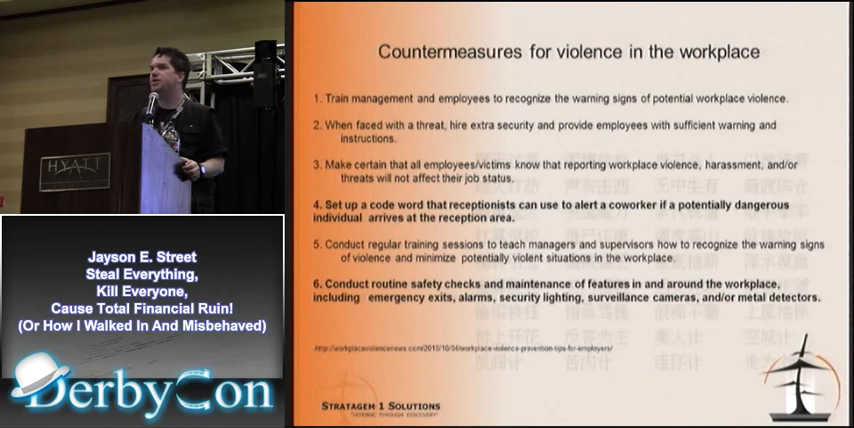 Countermeasures for violence in the workplace
1. Train management and employees to recognize the warning signs of potential workplace violence.
2. When faced with a threat, hire extra security and provide employees with sufficient warning and
instructions.
3. Make certain that all employees/victims know that reporting workplace violence, harassment, and/or
threats will not affect their job status.
4. Set up a code word that receptionists can use to alert a coworker if a potentially dangerous
individual arrives at the reception area.
5. Conduct regular training sessions to teach managers and supervisors how to recognize the warning signs
of violence and minimize potentially violent situations in the workplace.
6. Conduct routine safety checks and maintenance of features in and around the workplace,
including emergency exits, alarms, security lighting, surveillance cameras, and/or metal detectors.
-http://workplaceviolencenews.com/2010/10/04/workplace-violence-prevention-tips-for-employers/
STRATAGEM 1 SOLUTIONS
"DEFENSE THROUGH DISCOVERY"
HYATT
Jayson E. Street
Steal Everything,
Kill Everyone,
Cause Total Financial Ruin!
(Or How I Walked In And Misbehaved)
DerbyCon